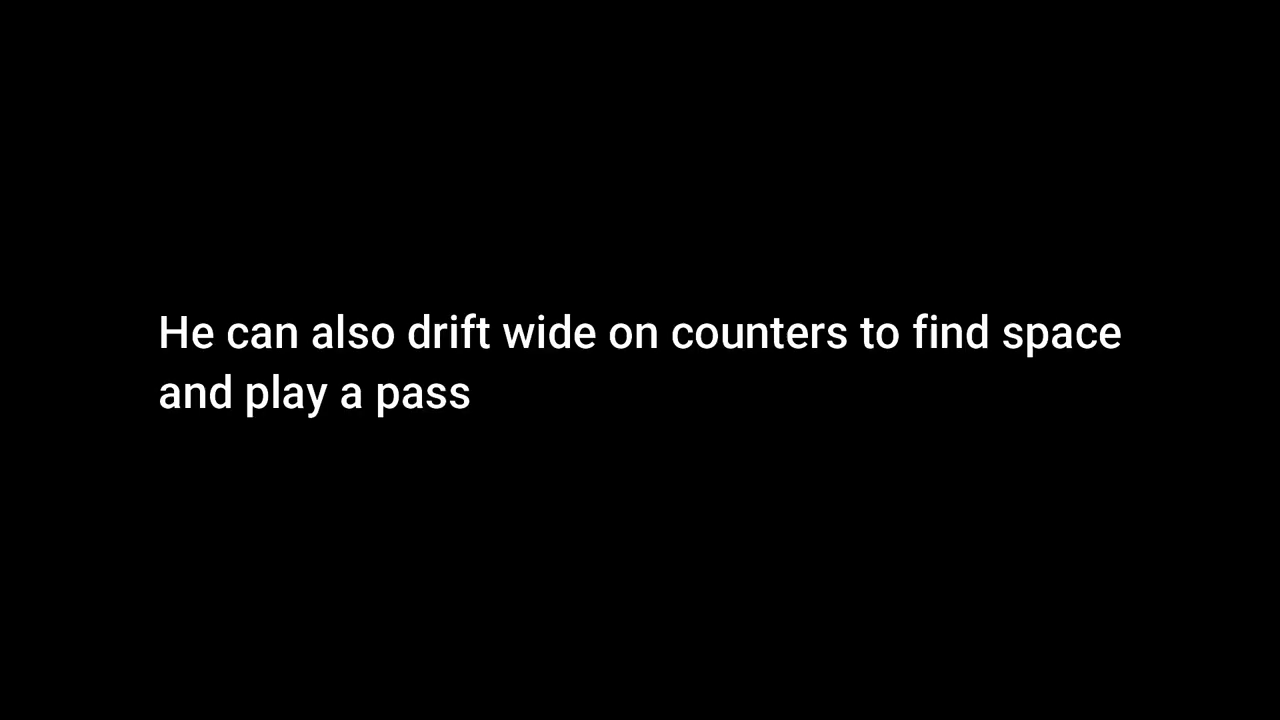 He can also drift wide on counters to find space
and play a pass